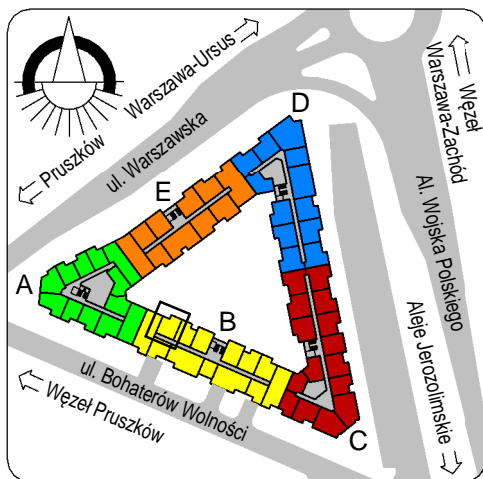 Warszawa-Ursus
Pruszków
ul. Warszawska
Węzeł
Warszawa-Zachód
Al. Wojska Polskiego
Aleje Jerozolimskie
D
E
A
B
C
ul. Bohaterów Wolności
Węzeł Pruszków